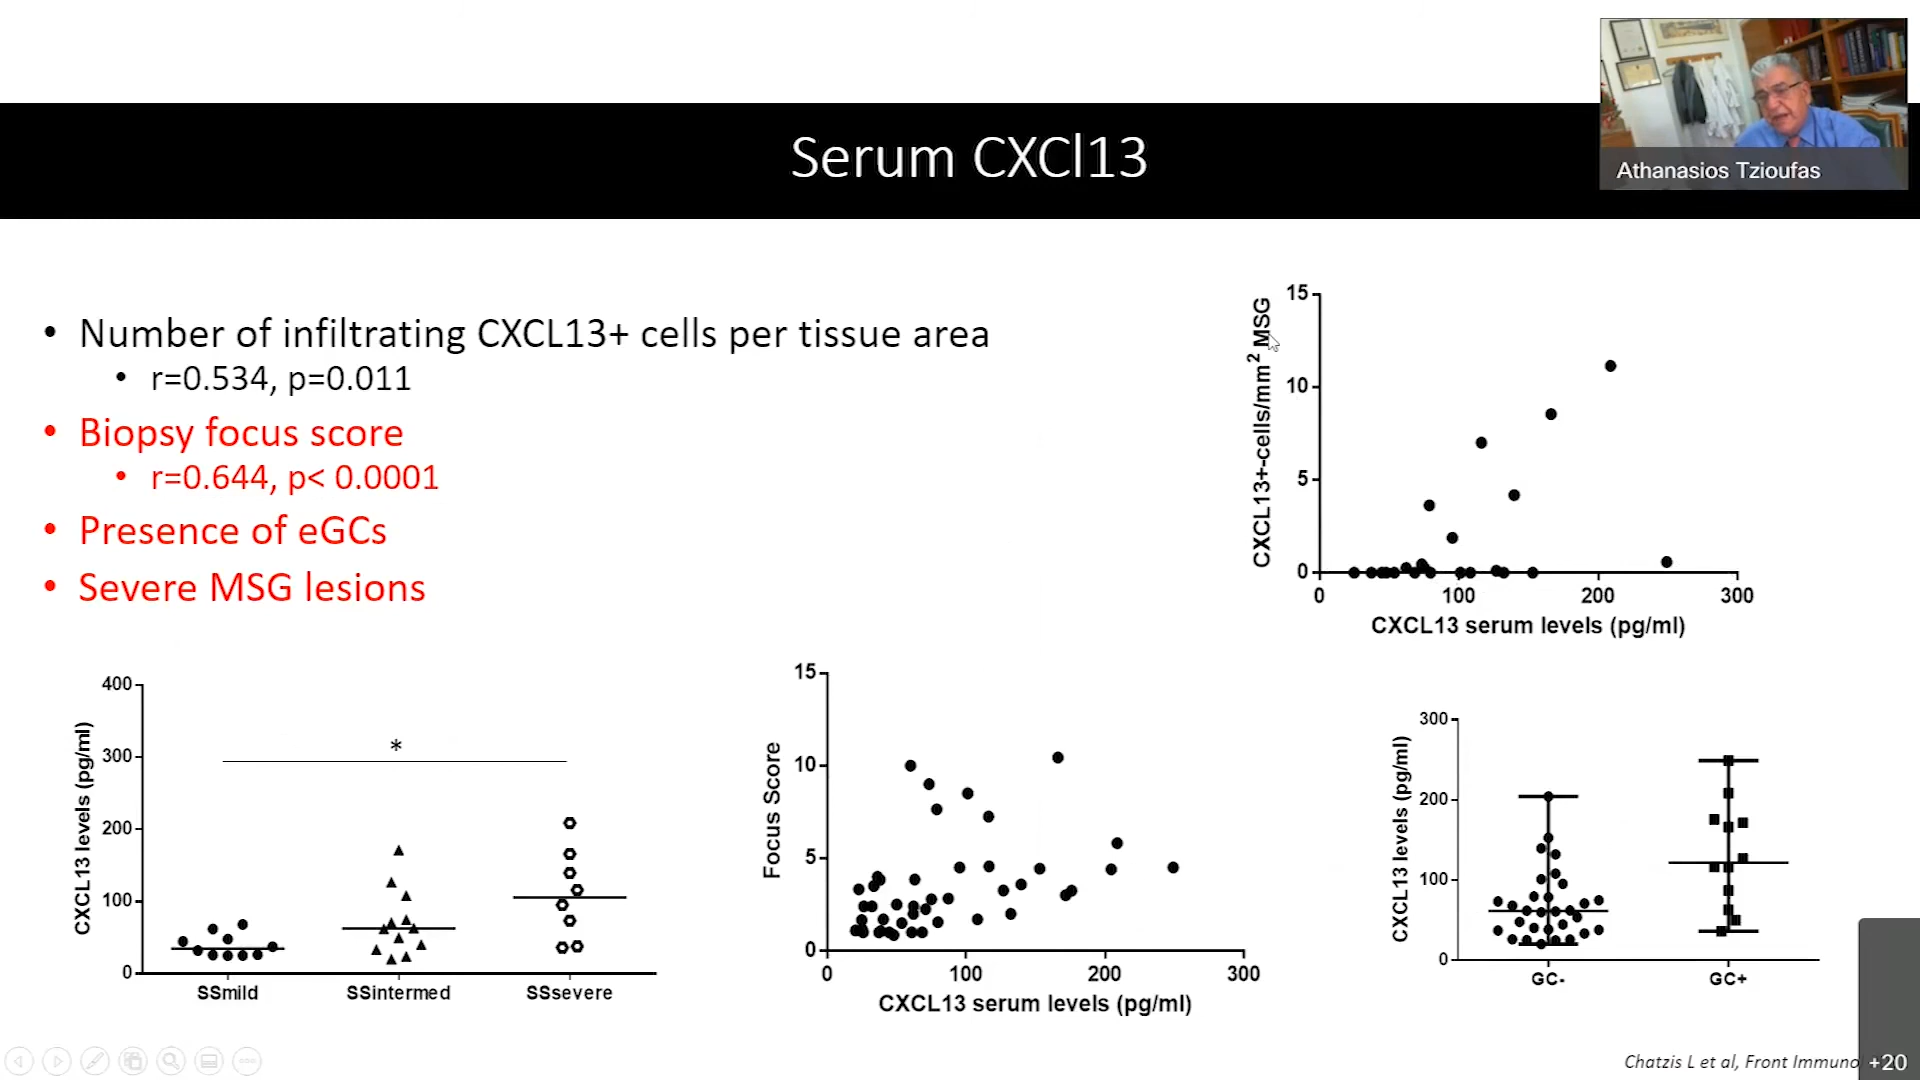 Serum CXCl13
Athanasios Tzioufas
• Number of infiltrating CXCL13+ cells per tissue area
• r=0.534, p=0.011
• Biopsy focus score
• r=0.644, p< 0.0001
• Presence of eGCs
• Severe MSG lesions
CXCL13+-cells/mm² MSG
15
10
5
0
0 100 200 300
CXCL13 serum levels (pg/ml)
CXCL13 levels (pg/ml)
400
300
200
100
0
*
SSmild SSintermed SSsevere
Focus Score
15
10
5
0
0 100 200 300
CXCL13 serum levels (pg/ml)
CXCL13 levels (pg/ml)
300
200
100
0
GC- GC+
Chatzis L et al, Front Immuno
+20